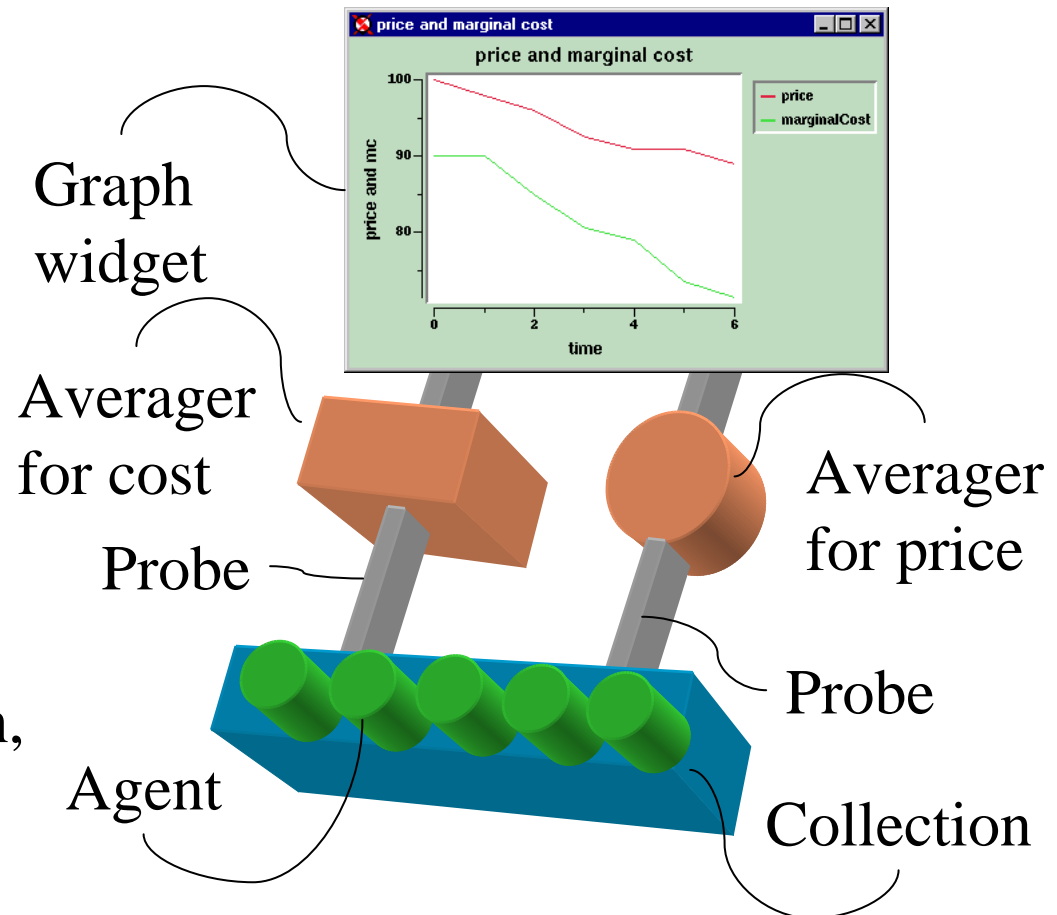 price and marginal cost
price and marginal cost
100
90
80
price and mc
0 2 4 6
time
price
marginalCost
Graph
widget
Averager
for cost
Averager
for price
Probe
Probe
Agent
Collection